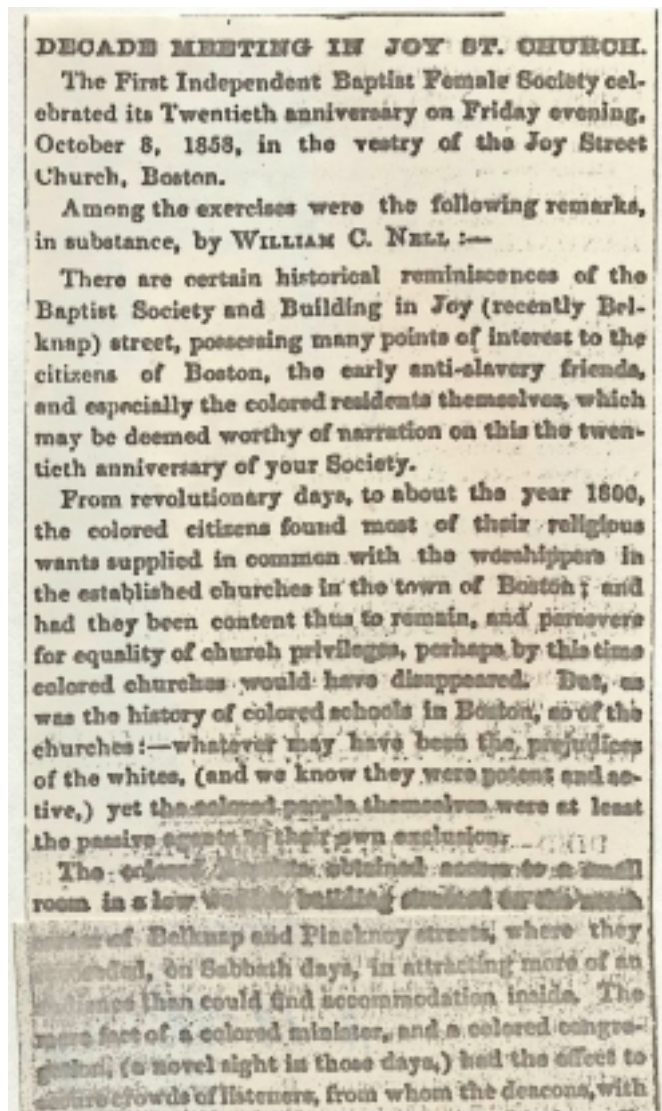 DECADE MEETING IN JOY ST. CHURCH.
The First Independent Baptist Female Society cel-
ebrated its Twentieth anniversary on Friday evening,
October 8, 1858, in the vestry of the Joy Street
Church, Boston.
Among the exercises were the following remarks,
in substance, by WILLIAM C. NELL :—
There are certain historical reminiscences of the
Baptist Society and Building in Joy (recently Bel-
knap) street, possessing many points of interest to the
citizens of Boston, the early anti-slavery friends,
and especially the colored residents themselves, which
may be deemed worthy of narration on this the twen-
tieth anniversary of your Society.
From revolutionary days, to about the year 1800,
the colored citizens found most of their religious
wants supplied in common with the worshippers in
the established churches in the town of Boston; and
had they been content thus to remain, and persevere
for equality of church privileges, perhaps by this time
colored churches would have disappeared. But, as
was the history of colored schools in Boston, so of the
churches:—whatever may have been the prejudices
of the whites, (and we know they were potent and ac-
tive,) yet the colored people themselves were at least
the passive agents in their own exclusion.
The colored obtained access to a small
room in a low building on the
of Belknap and Pinckney streets, where they
on Sabbath days, in attracting more of an
than could find accommodation inside. The
fact of a colored minister, and a colored congre-
gation, (a novel sight in those days,) had the effect to
crowds of listeners, from whom the deacons, with